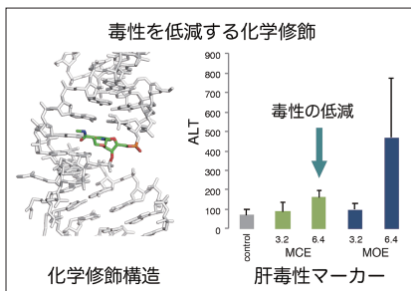 毒性を低減する化学修飾
900
800
700
600
500
400
300
200
100
0
ALT
毒性の低減
control
3.2
6.4
3.2
6.4
MCE
MOE
化学修飾構造
肝毒性マーカー